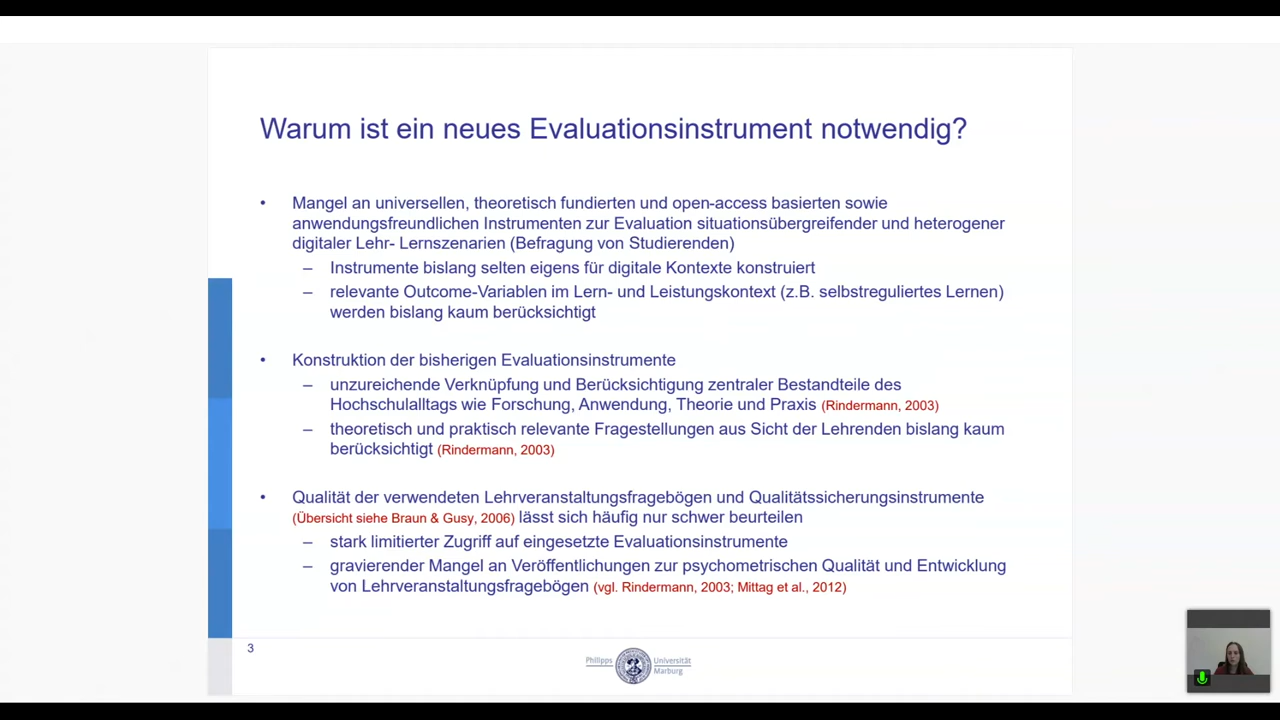 Warum ist ein neues Evaluationsinstrument notwendig?
• Mangel an universellen, theoretisch fundierten und open-access basierten sowie
anwendungsfreundlichen Instrumenten zur Evaluation situationsübergreifender und heterogener
digitaler Lehr- Lernszenarien (Befragung von Studierenden)
– Instrumente bislang selten eigens für digitale Kontexte konstruiert
– relevante Outcome-Variablen im Lern- und Leistungskontext (z.B. selbstreguliertes Lernen)
werden bislang kaum berücksichtigt
• Konstruktion der bisherigen Evaluationsinstrumente
– unzureichende Verknüpfung und Berücksichtigung zentraler Bestandteile des
Hochschulalltags wie Forschung, Anwendung, Theorie und Praxis (Rindermann, 2003)
– theoretisch und praktisch relevante Fragestellungen aus Sicht der Lehrenden bislang kaum
berücksichtigt (Rindermann, 2003)
• Qualität der verwendeten Lehrveranstaltungsfragebögen und Qualitätssicherungsinstrumente
(Übersicht siehe Braun & Gusy, 2006) lässt sich häufig nur schwer beurteilen
– stark limitierter Zugriff auf eingesetzte Evaluationsinstrumente
– gravierender Mangel an Veröffentlichungen zur psychometrischen Qualität und Entwicklung
von Lehrveranstaltungsfragebögen (vgl. Rindermann, 2003; Mittag et al., 2012)
3
Philipps Universität
Marburg